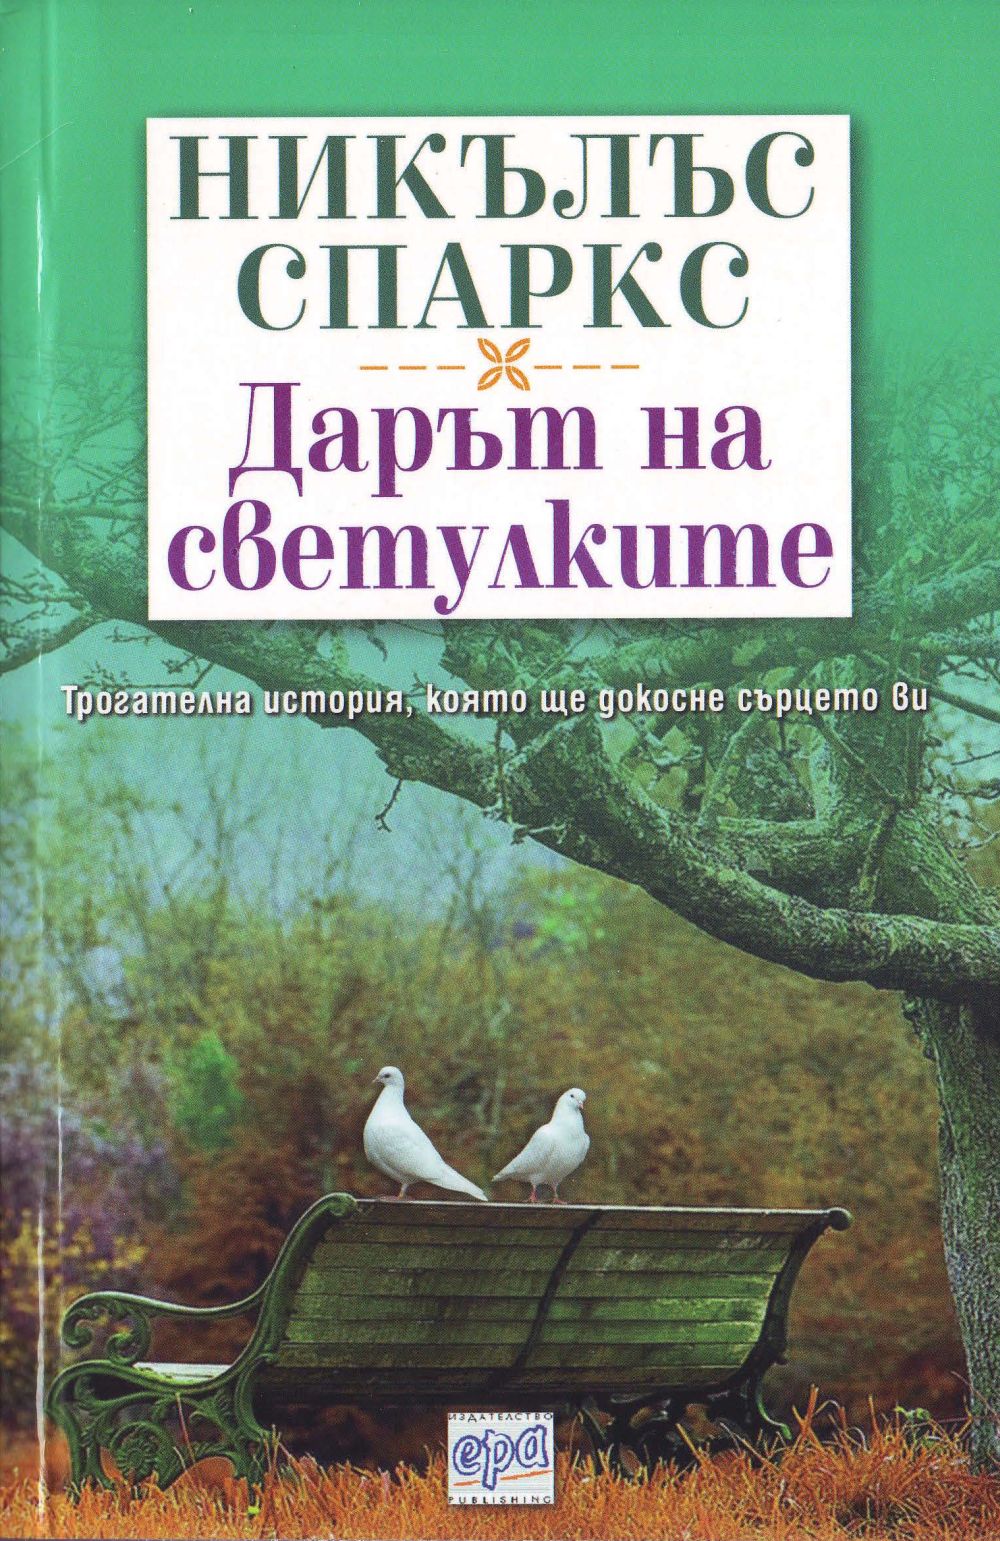 НИКЪЛЪС
СПАРКС
Дарът на
светулките
Трогателна история, която ще докосне сърцето ви
ИЗДАТЕЛСТВО
ера
PUBLISHING